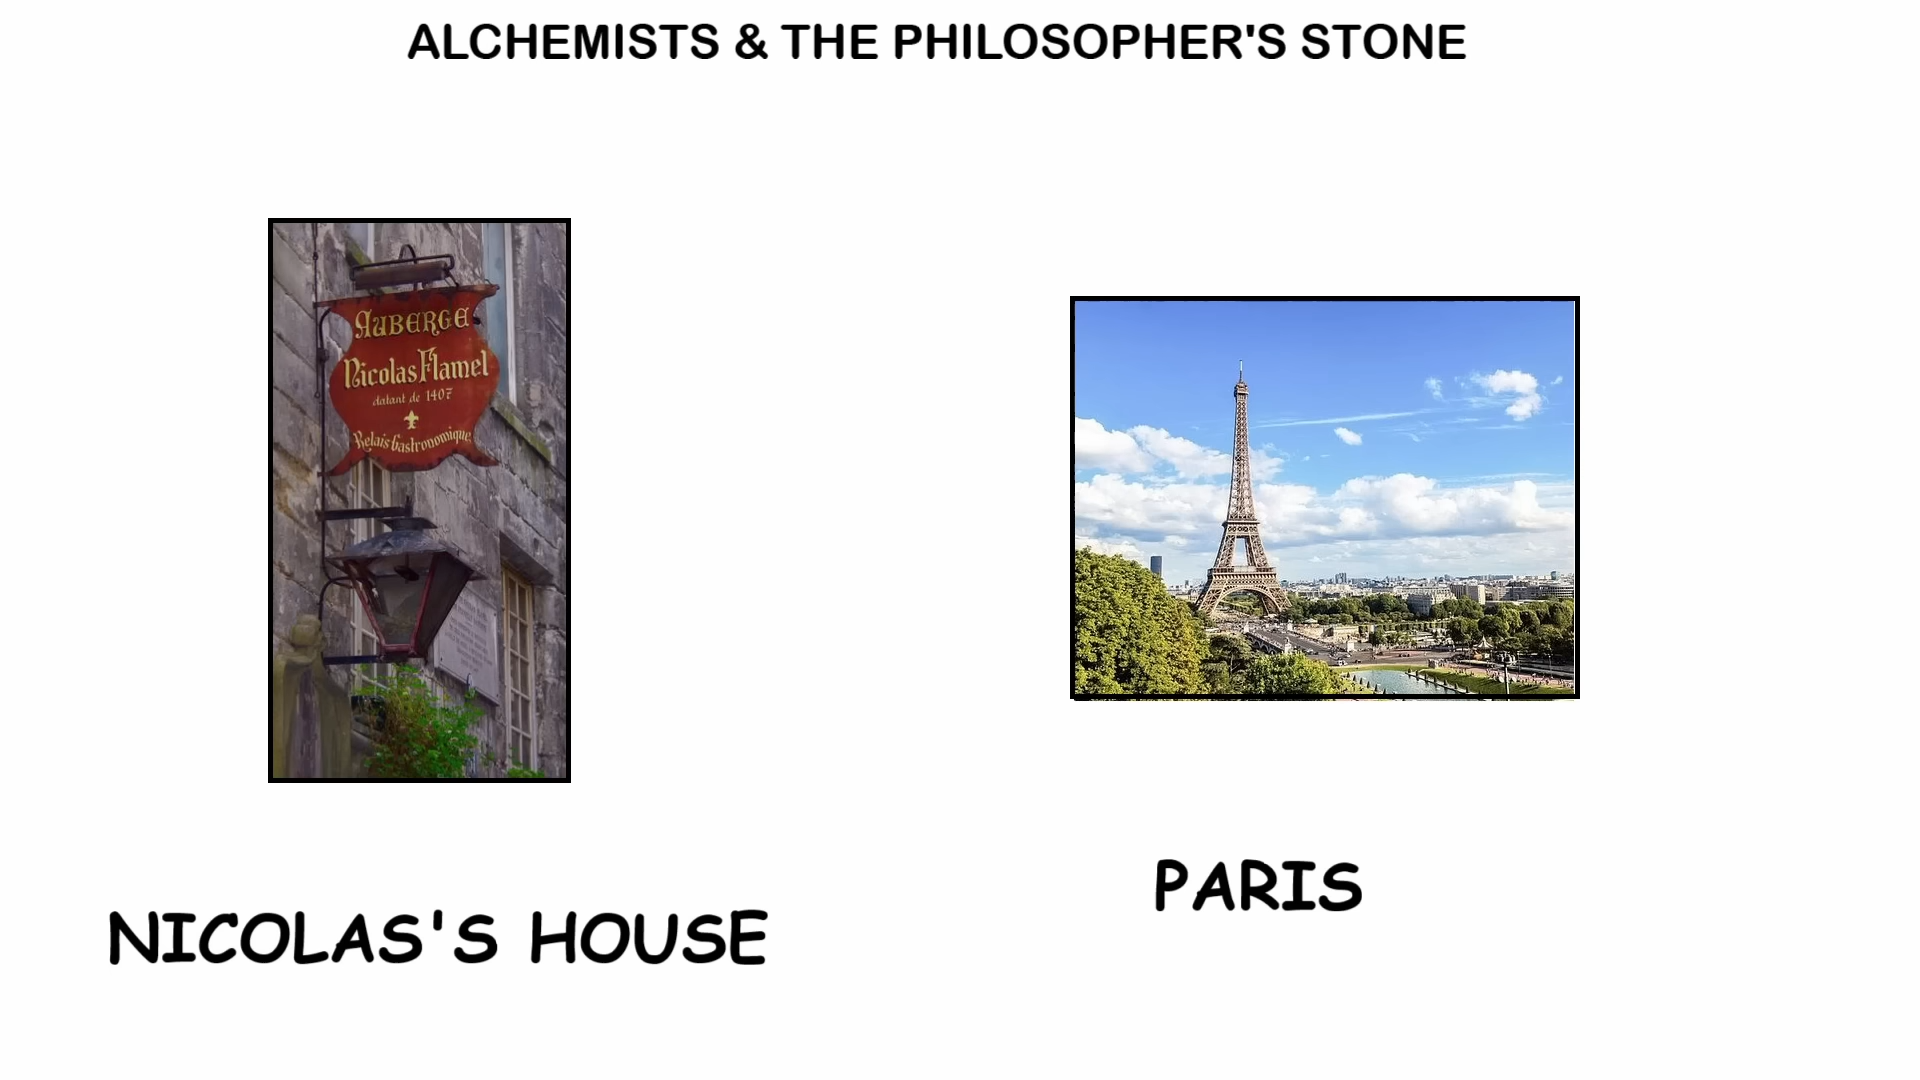 ALCHEMISTS & THE PHILOSOPHER'S STONE
AUBERGE
Nicolas Flamel
datant de 1407
Relais Gastronomique
NICOLAS'S HOUSE
PARIS